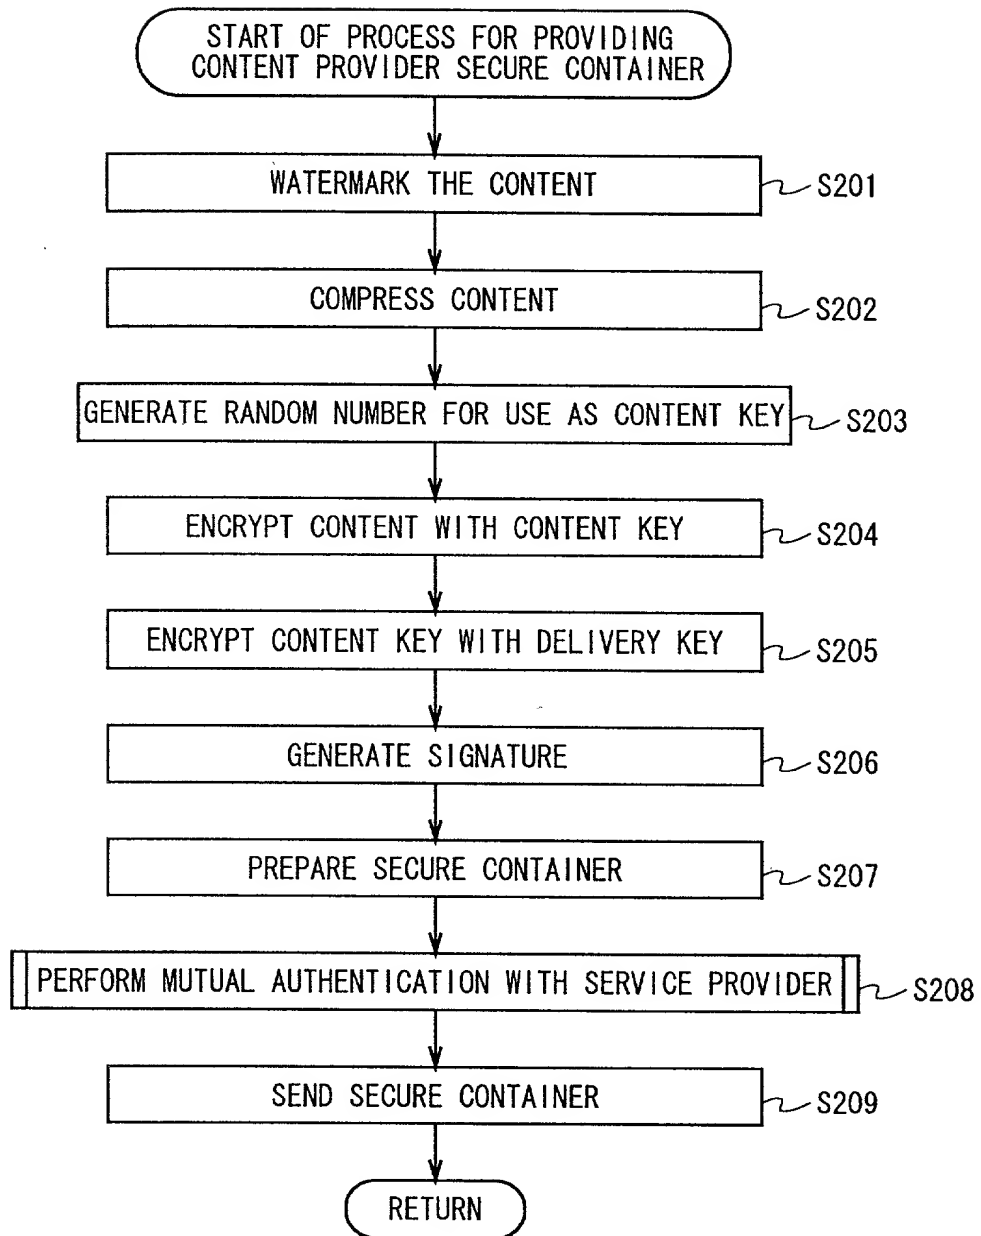 START OF PROCESS FOR PROVIDING
CONTENT PROVIDER SECURE CONTAINER
WATERMARK THE CONTENT
S201
COMPRESS CONTENT
S202
GENERATE RANDOM NUMBER FOR USE AS CONTENT KEY
S203
ENCRYPT CONTENT WITH CONTENT KEY
S204
ENCRYPT CONTENT KEY WITH DELIVERY KEY
S205
GENERATE SIGNATURE
S206
PREPARE SECURE CONTAINER
S207
PERFORM MUTUAL AUTHENTICATION WITH SERVICE PROVIDER
S208
SEND SECURE CONTAINER
S209
RETURN